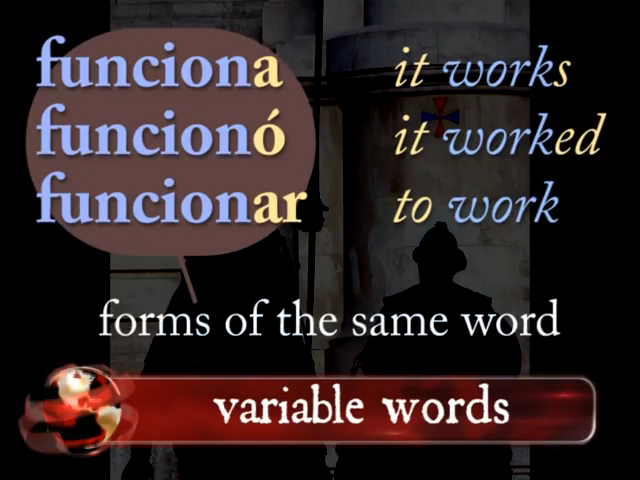 funciona it works
funcionó it worked
funcionar to work
forms of the same word
variable words